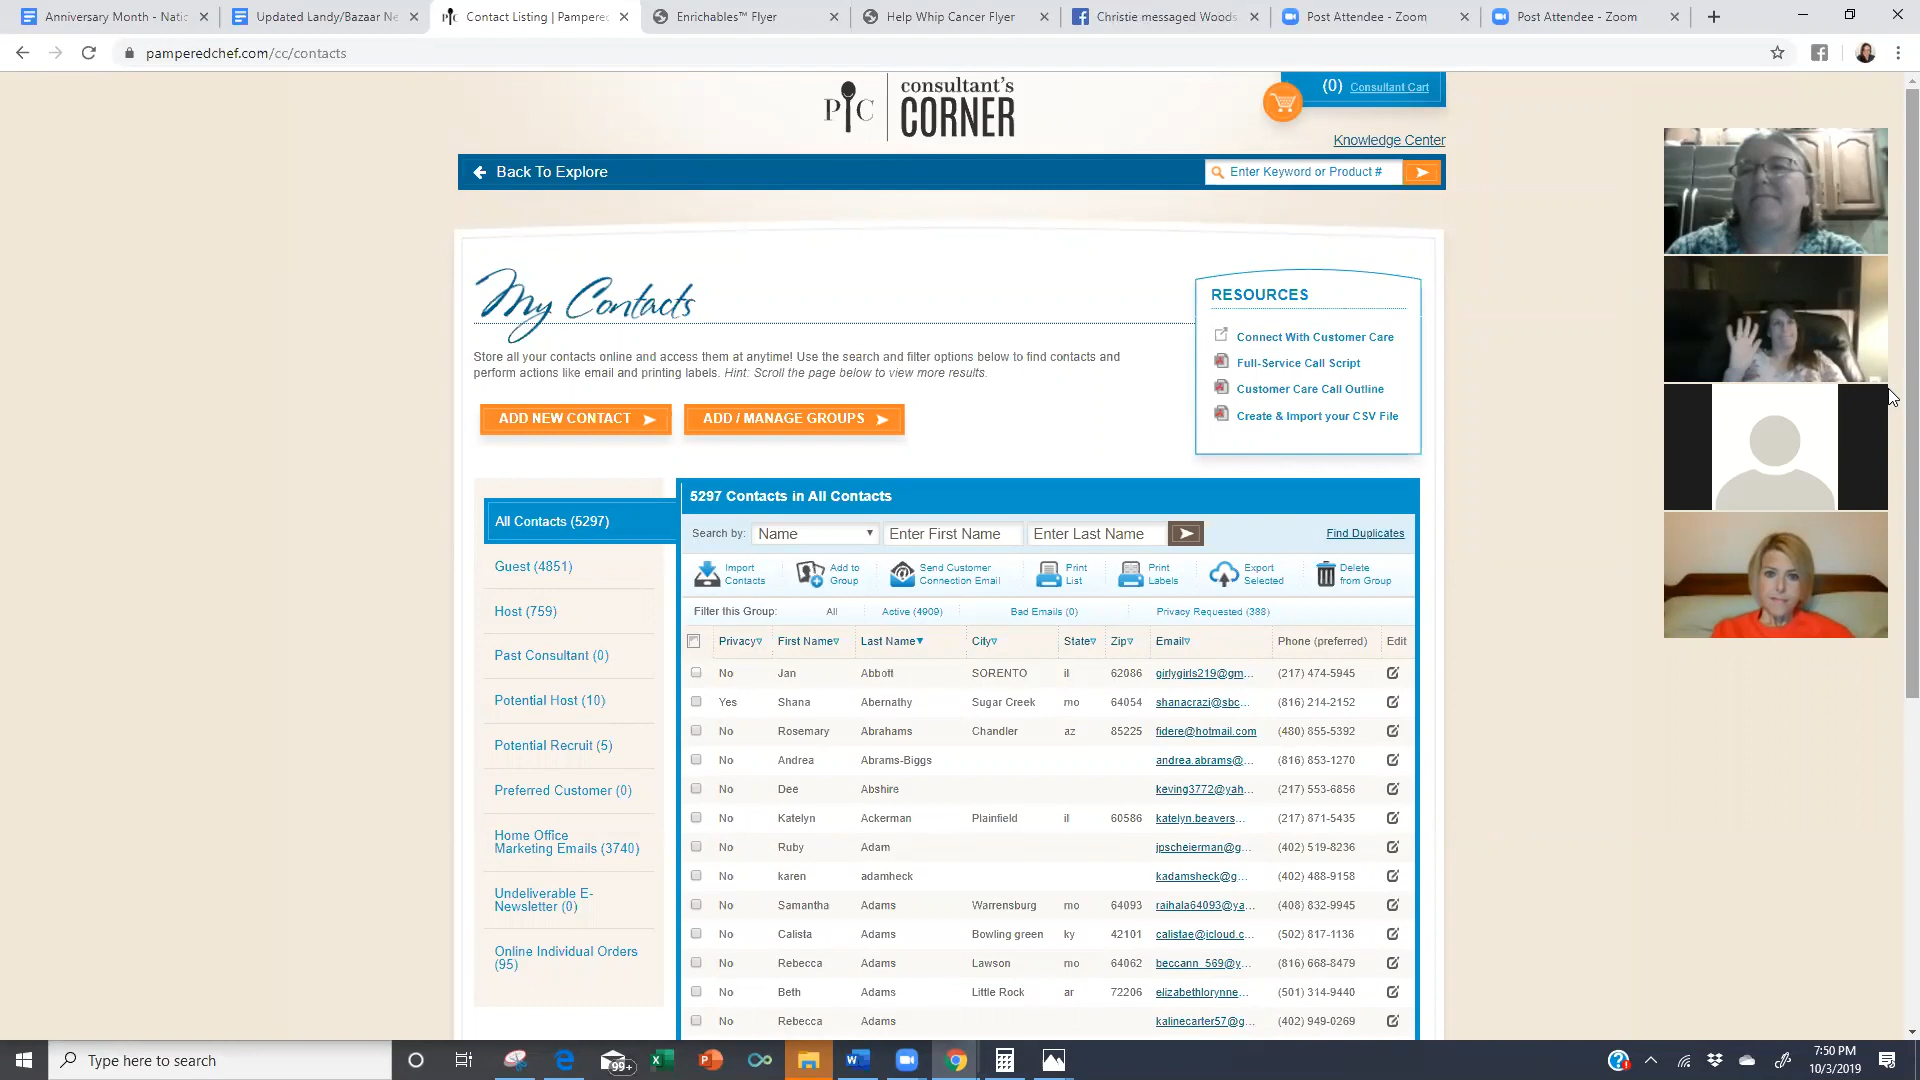 Anniversary Month - Natio
Updated Landy/Bazaar Ne
Contact Listing | Pampered
Enrichables™ Flyer
Help Whip Cancer Flyer
Christie messaged Woods
Post Attendee - Zoom
Post Attendee - Zoom
pamperedchef.com/cc/contacts
PC
consultant's
CORNER
(0) Consultant Cart
Knowledge Center
Back To Explore
Enter Keyword or Product #
My Contacts
Store all your contacts online and access them at anytime! Use the search and filter options below to find contacts and
perform actions like email and printing labels. Hint: Scroll the page below to view more results.
RESOURCES
Connect With Customer Care
Full-Service Call Script
Customer Care Call Outline
Create & Import your CSV File
ADD NEW CONTACT
ADD / MANAGE GROUPS
All Contacts (5297)
Guest (4851)
Host (759)
Past Consultant (0)
Potential Host (10)
Potential Recruit (5)
Preferred Customer (0)
Home Office
Marketing Emails (3740)
Undeliverable E-
Newsletter (0)
Online Individual Orders
(95)
5297 Contacts in All Contacts
Search by: Name Enter First Name Enter Last Name Find Duplicates
Import Contacts
Add to Group
Send Customer Connection Email
Print List
Print Labels
Export Selected
Delete from Group
Filter this Group: All Active (4909) Bad Emails (0) Privacy Requested (388)
Privacy First Name Last Name City State Zip Email Phone (preferred) Edit
No Jan Abbott SORENTO il 62086 girlygirls219@gm... (217) 474-5945
Yes Shana Abernathy Sugar Creek mo 64054 shanacrazi@sbc... (816) 214-2152
No Rosemary Abrahams Chandler az 85225 fidere@hotmail.com (480) 855-5392
No Andrea Abrams-Biggs andrea.abrams@... (816) 853-1270
No Dee Abshire keving3772@yah... (217) 553-6856
No Katelyn Ackerman Plainfield il 60586 katelyn.beavers... (217) 871-5435
No Ruby Adam jpscheierman@g... (402) 519-8236
No karen adamheck kadamsheck@g... (402) 488-9158
No Samantha Adams Warrensburg mo 64093 raihala64093@ya... (408) 832-9945
No Calista Adams Bowling green ky 42101 calistae@icloud.c... (502) 817-1136
No Rebecca Adams Lawson mo 64062 beccann_569@y... (816) 668-8479
No Beth Adams Little Rock ar 72206 elizabethlorynne... (501) 314-9440
No Rebecca Adams kalinecarter57@g... (402) 949-0269
Type here to search
99+
7:50 PM
10/3/2019